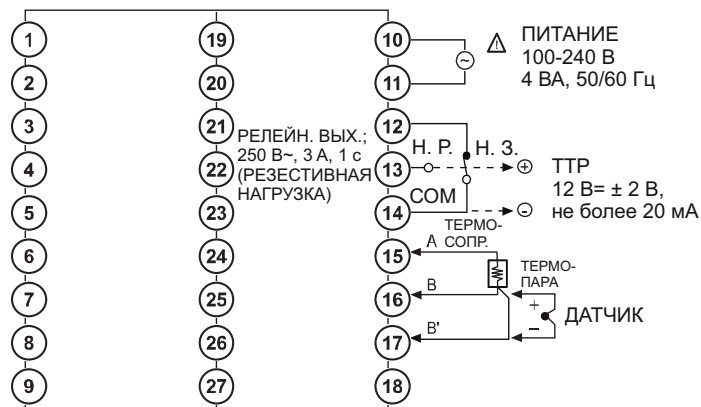 1
2
3
4
5
6
7
8
9
19
20
21
22
23
24
25
26
27
10
11
12
13
14
15
16
17
18
ПИТАНИЕ
100-240 В
4 ВА, 50/60 Гц
РЕЛЕЙН. ВЫХ.;
250 В~, 3 А, 1 с
(РЕЗЕСТИВНАЯ
НАГРУЗКА)
Н. Р.
Н. З.
СОМ
ТТР
12 В= ± 2 В,
не более 20 мА
ТЕРМО-
СОПР.
A
B
B'
ТЕРМО-
ПАРА
+
−
ДАТЧИК